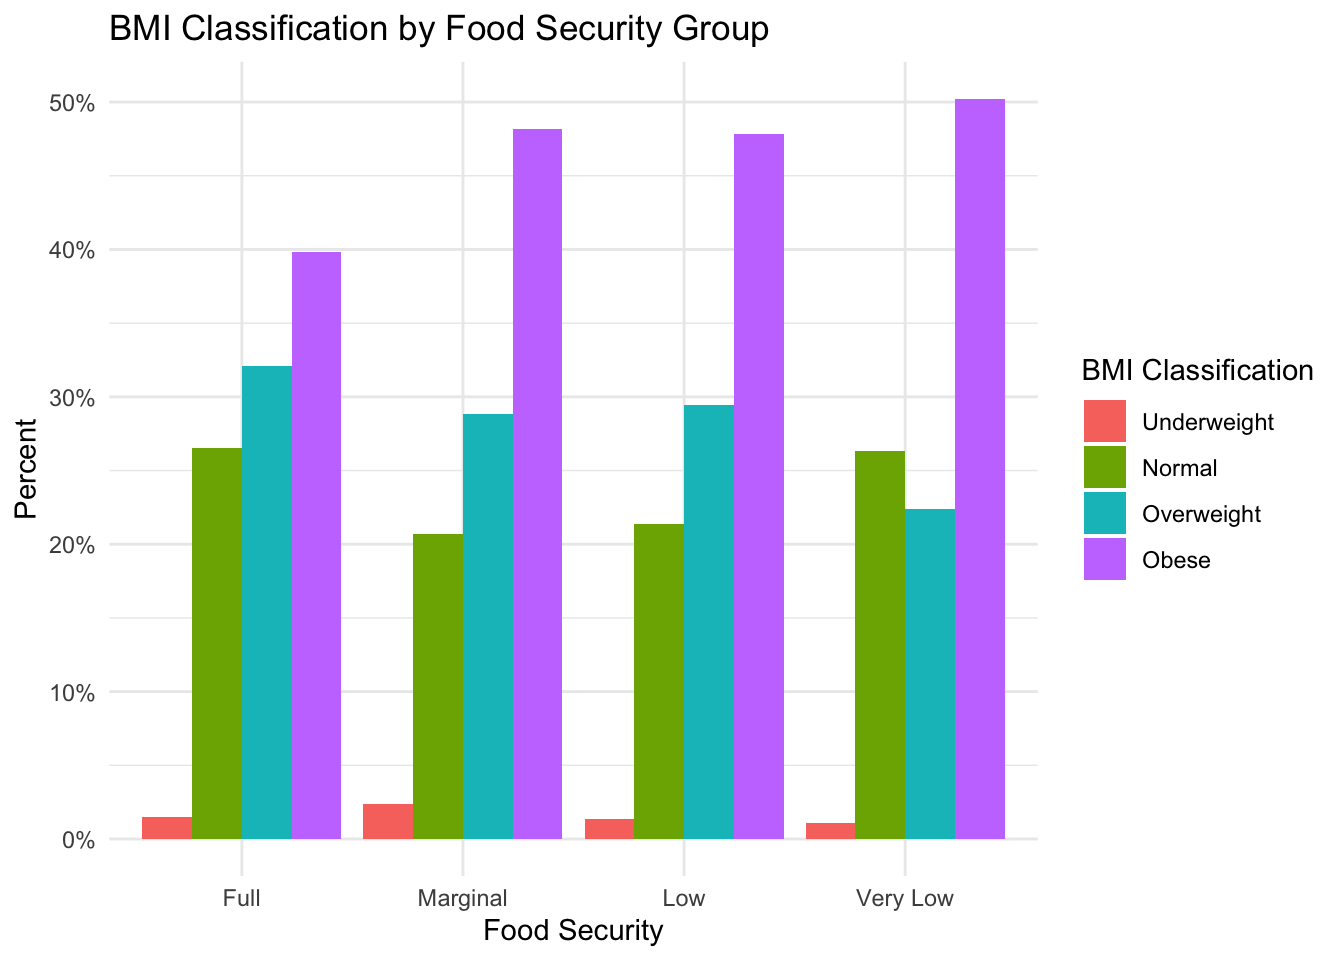 BMI Classification by Food Security Group
50%
40%
30%
20%
10%
0%
Percent
Full Marginal Low Very Low
Food Security
BMI Classification
Underweight
Normal
Overweight
Obese